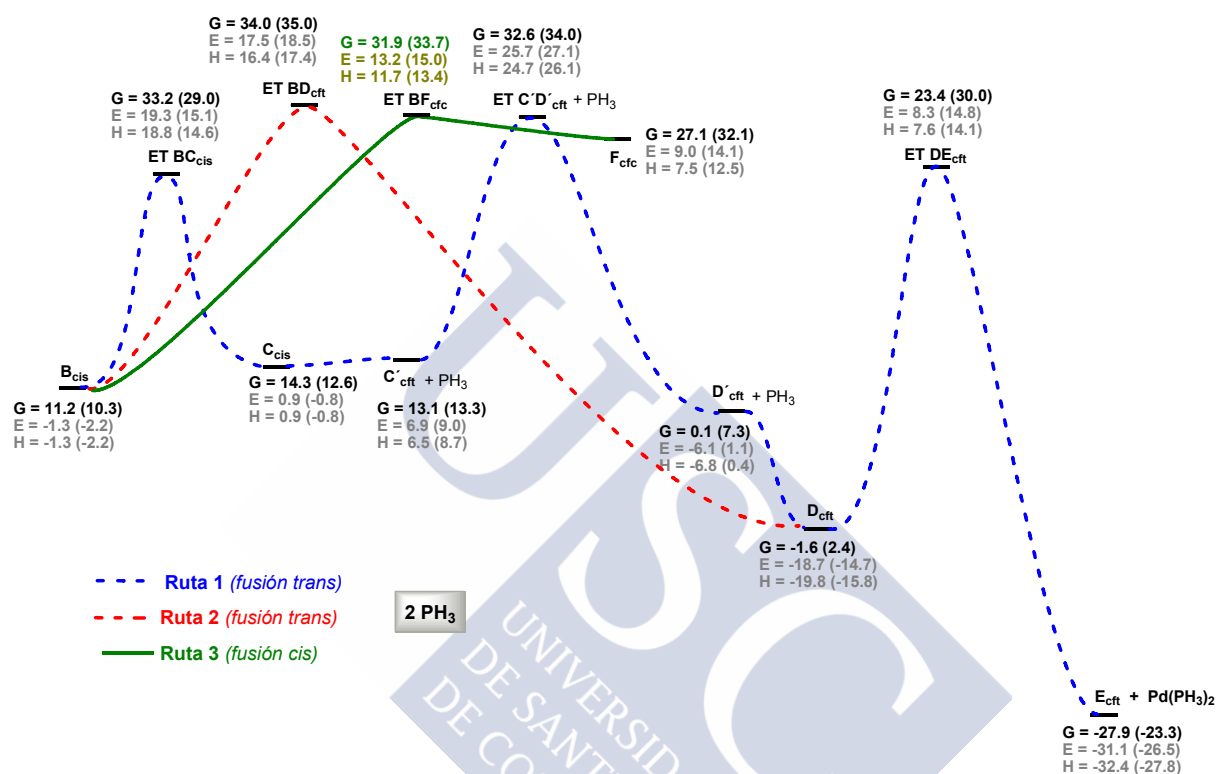 G = 34.0 (35.0)
E = 17.5 (18.5)
H = 16.4 (17.4)
ET BDcft
G = 31.9 (33.7)
E = 13.2 (15.0)
H = 11.7 (13.4)
ET BFcfc
G = 32.6 (34.0)
E = 25.7 (27.1)
H = 24.7 (26.1)
ET C´D´cft + PH3
G = 33.2 (29.0)
E = 19.3 (15.1)
H = 18.8 (14.6)
ET BCcis
G = 27.1 (32.1)
E = 9.0 (14.1)
H = 7.5 (12.5)
Fcfc
G = 23.4 (30.0)
E = 8.3 (14.8)
H = 7.6 (14.1)
ET DEcft
Bcis
G = 11.2 (10.3)
E = -1.3 (-2.2)
H = -1.3 (-2.2)
Ccis
G = 14.3 (12.6)
E = 0.9 (-0.8)
H = 0.9 (-0.8)
C´cft + PH3
G = 13.1 (13.3)
E = 6.9 (9.0)
H = 6.5 (8.7)
D´cft + PH3
G = 0.1 (7.3)
E = -6.1 (1.1)
H = -6.8 (0.4)
Dcft
G = -1.6 (2.4)
E = -18.7 (-14.7)
H = -19.8 (-15.8)
Ruta 1 (fusión trans)
Ruta 2 (fusión trans)
Ruta 3 (fusión cis)
2 PH3
Ecft + Pd(PH3)2
G = -27.9 (-23.3)
E = -31.1 (-26.5)
H = -32.4 (-27.8)
USC
UNIVERSID
DE SANT
DE CO